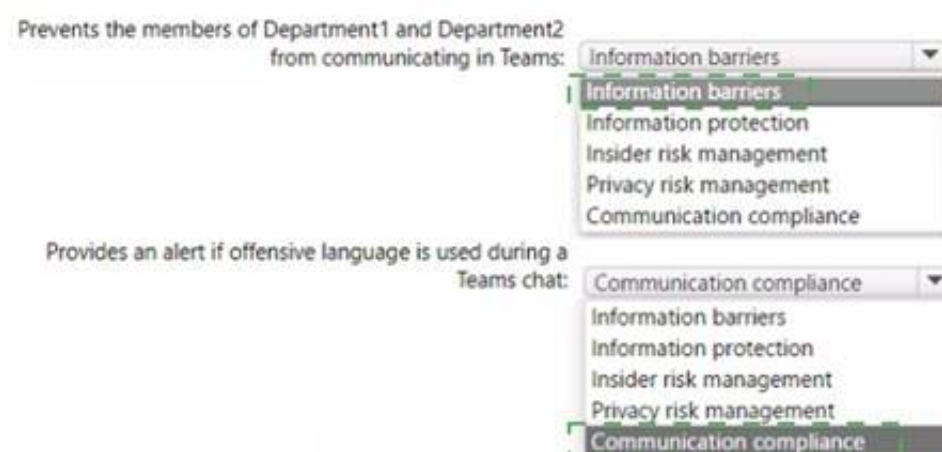 Prevents the members of Department1 and Department2
from communicating in Teams: Information barriers
Information barriers
Information protection
Insider risk management
Privacy risk management
Communication compliance
Provides an alert if offensive language is used during a
Teams chat: Communication compliance
Information barriers
Information protection
Insider risk management
Privacy risk management
Communication compliance